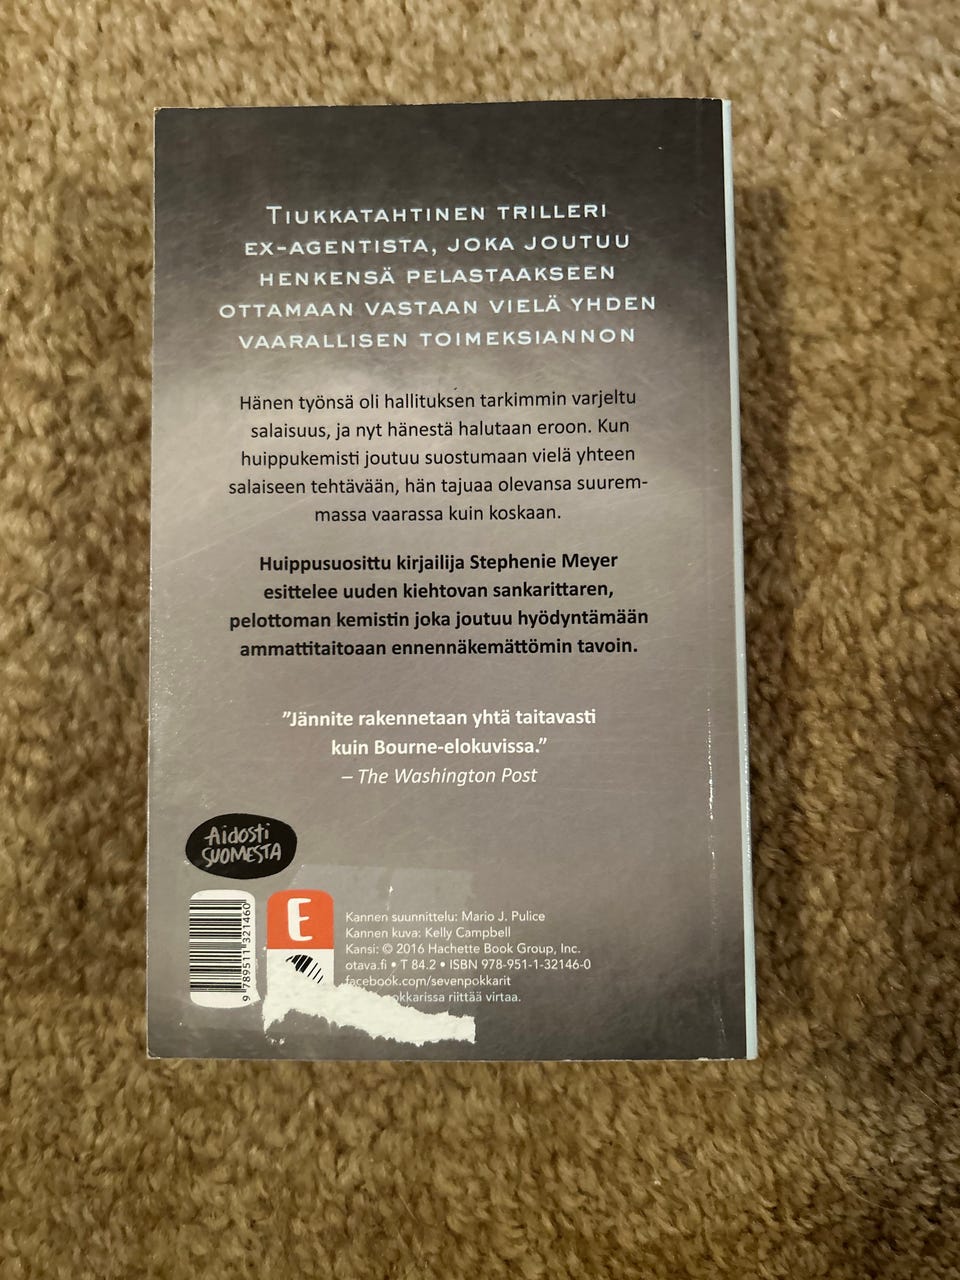 TIUKKATAHTINEN TRILLERI
EX-AGENTISTA, JOKA JOUTUU
HENKENSÄ PELASTAAKSEEN
OTTAMAAN VASTAAN VIELÄ YHDEN
VAARALLISEN TOIMEKSIANNON
Hänen työnsä oli hallituksen tarkimmin varjeltu
salaisuus, ja nyt hänestä halutaan eroon. Kun
huippukemisti joutuu suostumaan vielä yhteen
salaiseen tehtävään, hän tajuaa olevansa suurem-
massa vaarassa kuin koskaan.
Huippusuosittu kirjailija Stephenie Meyer
esittelee uuden kiehtovan sankarittaren,
pelottoman kemistin joka joutuu hyödyntämään
ammattitaitoaan ennennäkemättömin tavoin.
”Jännite rakennetaan yhtä taitavasti
kuin Bourne-elokuvissa.”
– The Washington Post
Aidosti
SUOMESTA
9 789511 321460
E
Kannen suunnittelu: Mario J. Pulice
Kannen kuva: Kelly Campbell
Kansi: © 2016 Hachette Book Group, Inc.
otava.fi • T 84.2 • ISBN 978-951-1-32146-0
facebook.com/sevenpokkarit
okkarissa riittää virtaa.